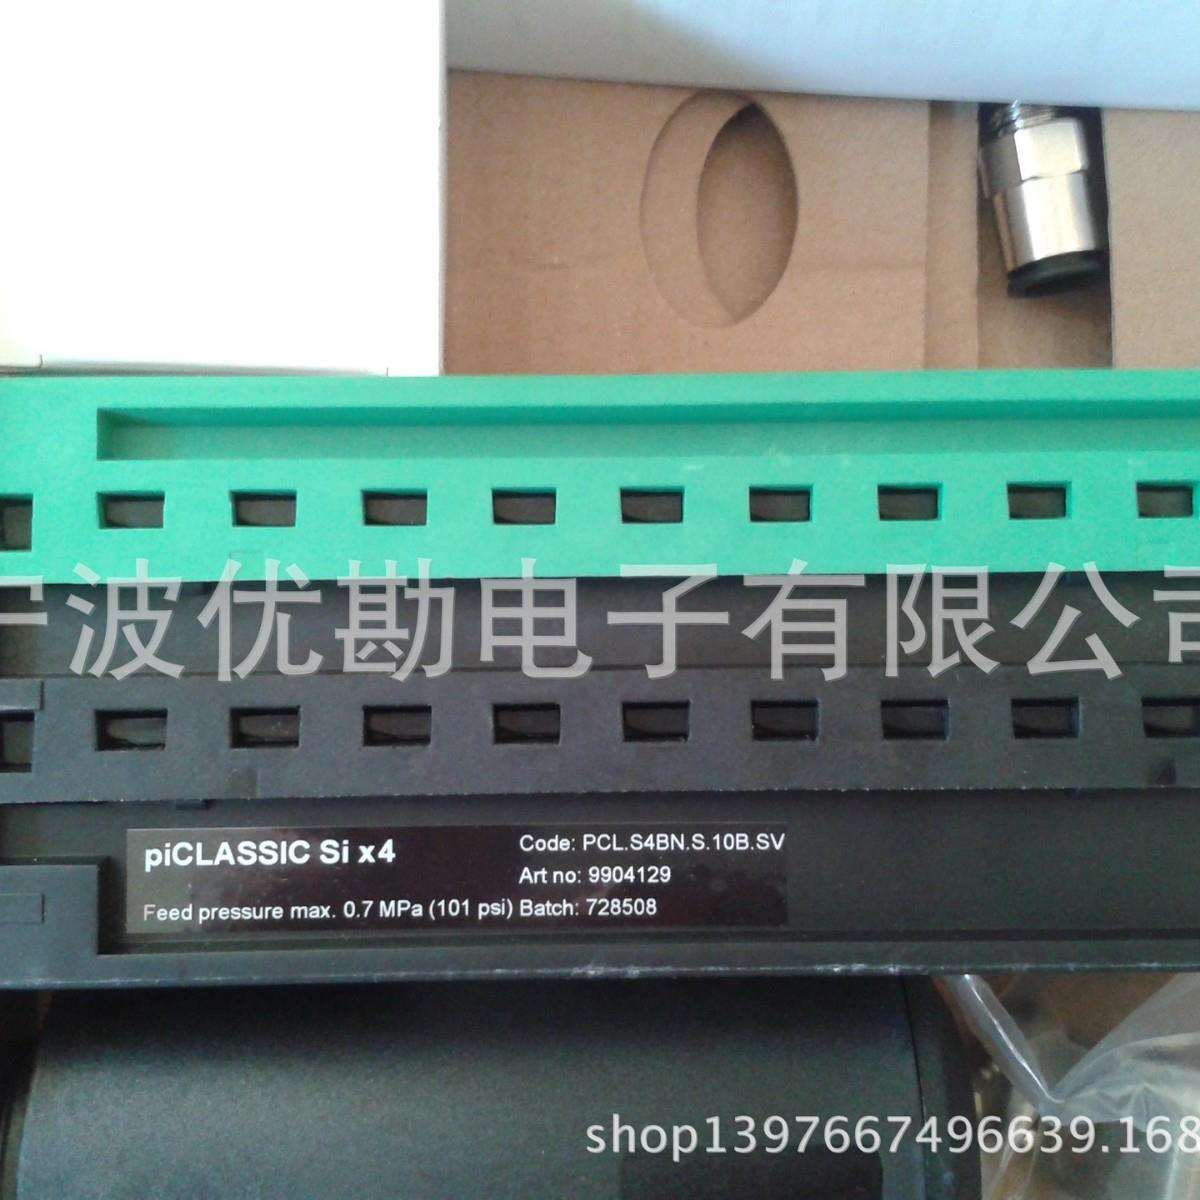 宁波优勘电子有限公司
piCLASSIC Si x4
Code: PCL.S4BN.S.10B.SV
Art no: 9904129
Feed pressure max. 0.7 MPa (101 psi) Batch: 728508
shop1397667496639.168